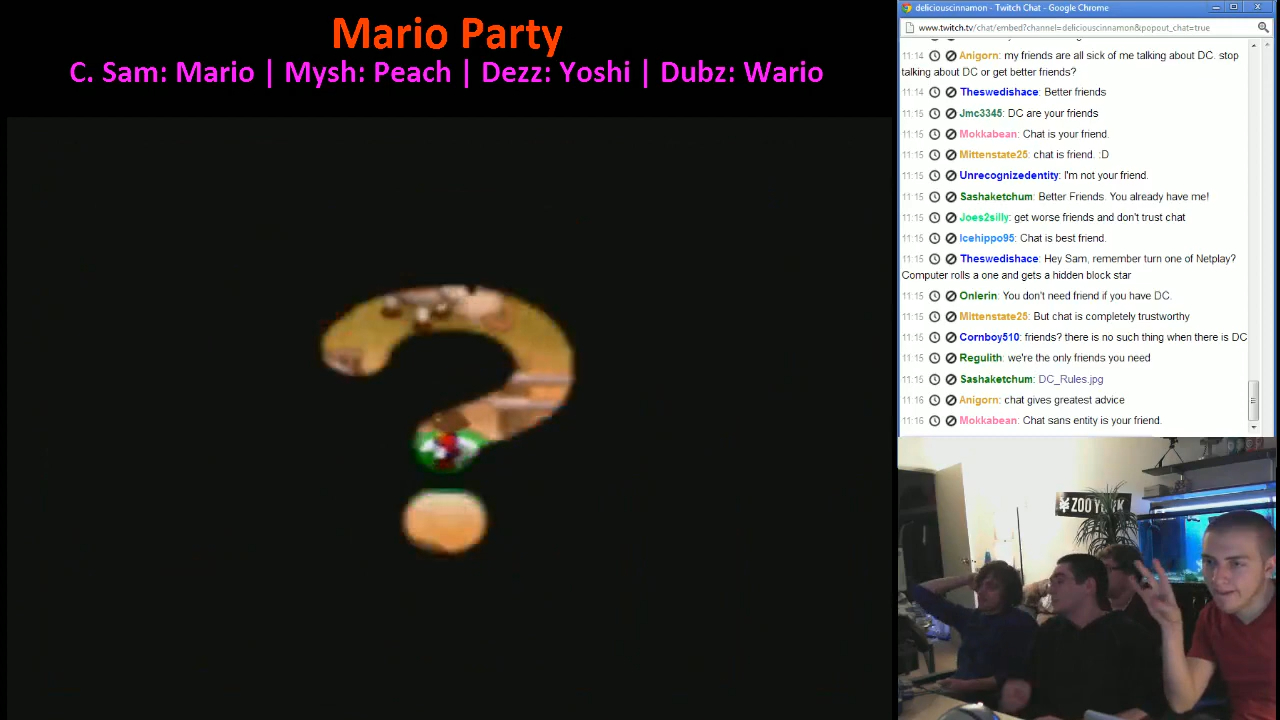 Mario Party
C. Sam: Mario | Mysh: Peach | Dezz: Yoshi | Dubz: Wario
deliciouscinnamon - Twitch Chat - Google Chrome
www.twitch.tv/chat/embed?channel=deliciouscinnamon&popout_chat=true
11:14 Anigorn: my friends are all sick of me talking about DC. stop
talking about DC or get better friends?
11:14 Theswedishace: Better friends
11:15 Jmc3345: DC are your friends
11:15 Mokkabean: Chat is your friend.
11:15 Mittenstate25: chat is friend. :D
11:15 Unrecognizedentity: I'm not your friend.
11:15 Sashaketchum: Better Friends. You already have me!
11:15 Joes2silly: get worse friends and don't trust chat
11:15 Icehippo95: Chat is best friend.
11:15 Theswedishace: Hey Sam, remember turn one of Netplay?
Computer rolls a one and gets a hidden block star
11:15 Onlerin: You don't need friend if you have DC.
11:15 Mittenstate25: But chat is completely trustworthy
11:15 Cornboy510: friends? there is no such thing when there is DC
11:15 Regulith: we're the only friends you need
11:15 Sashaketchum: DC_Rules.jpg
11:16 Anigorn: chat gives greatest advice
11:16 Mokkabean: Chat sans entity is your friend.
ZOO YORK